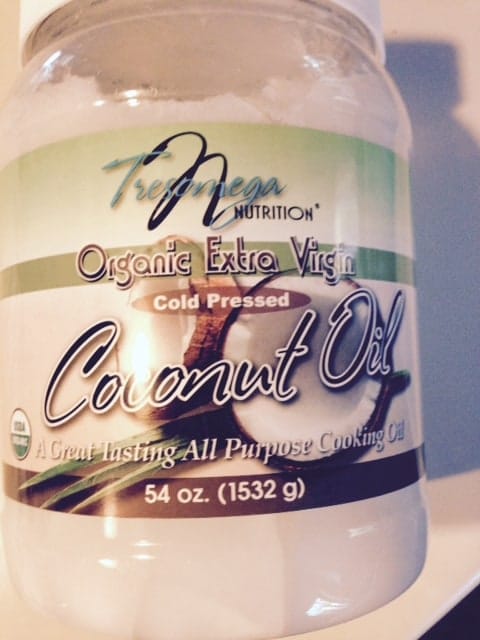 Tresomega
N
NUTRITION®
Organic Extra Virgin
Cold Pressed
Coconut Oil
USDA
ORGANIC
A Great Tasting All Purpose Cooking Oil
54 oz. (1532 g)